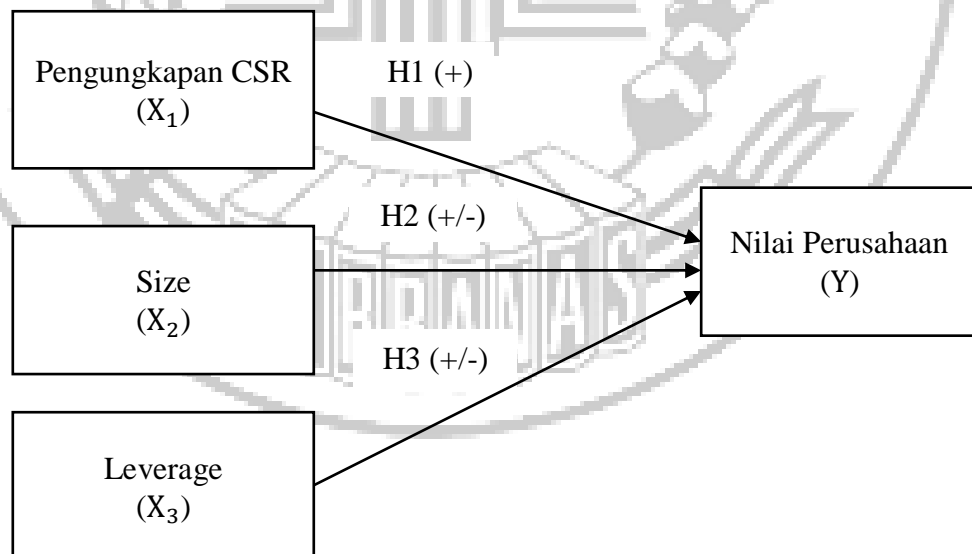 Pengungkapan CSR
(X₁)
H1 (+)
H2 (+/-)
Size
(X₂)
Nilai Perusahaan
(Y)
H3 (+/-)
Leverage
(X₃)